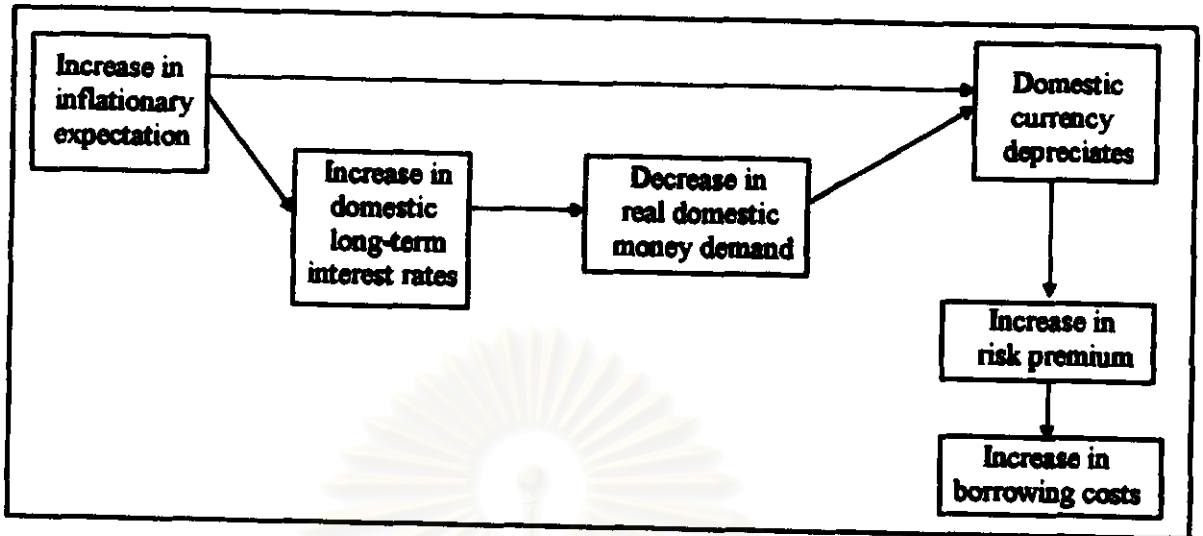 Increase in
inflationary
expectation
Increase in
domestic
long-term
interest rates
Decrease in
real domestic
money demand
Domestic
currency
depreciates
Increase in
risk premium
Increase in
borrowing costs